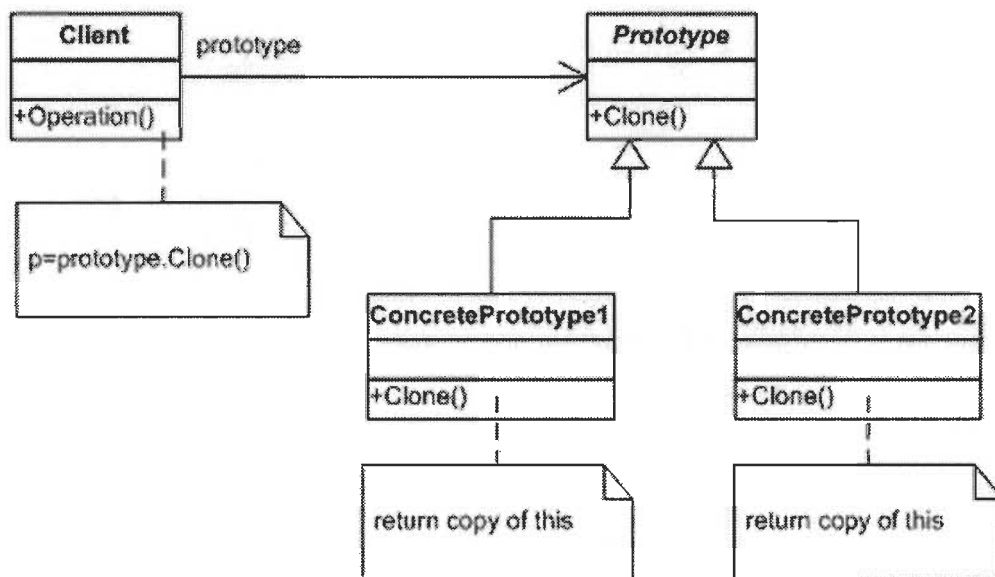 Client
prototype
Prototype
+Operation()
+Clone()
p=prototype.Clone()
ConcretePrototype1
ConcretePrototype2
+Clone()
+Clone()
return copy of this
return copy of this